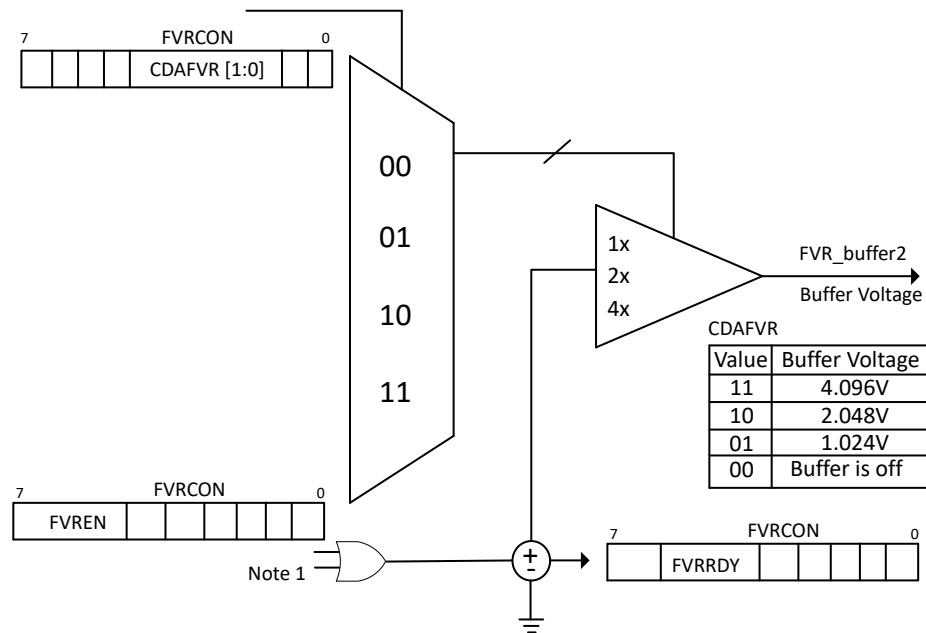 FVRCON
7 0
CDAFVR [1:0]
00
01
10
11
1x
2x
4x
FVR_buffer2
Buffer Voltage
CDAFVR
Value Buffer Voltage
11 4.096V
10 2.048V
01 1.024V
00 Buffer is off
FVRCON
7 0
FVREN
Note 1
+
-
FVRCON
7 0
FVRRDY